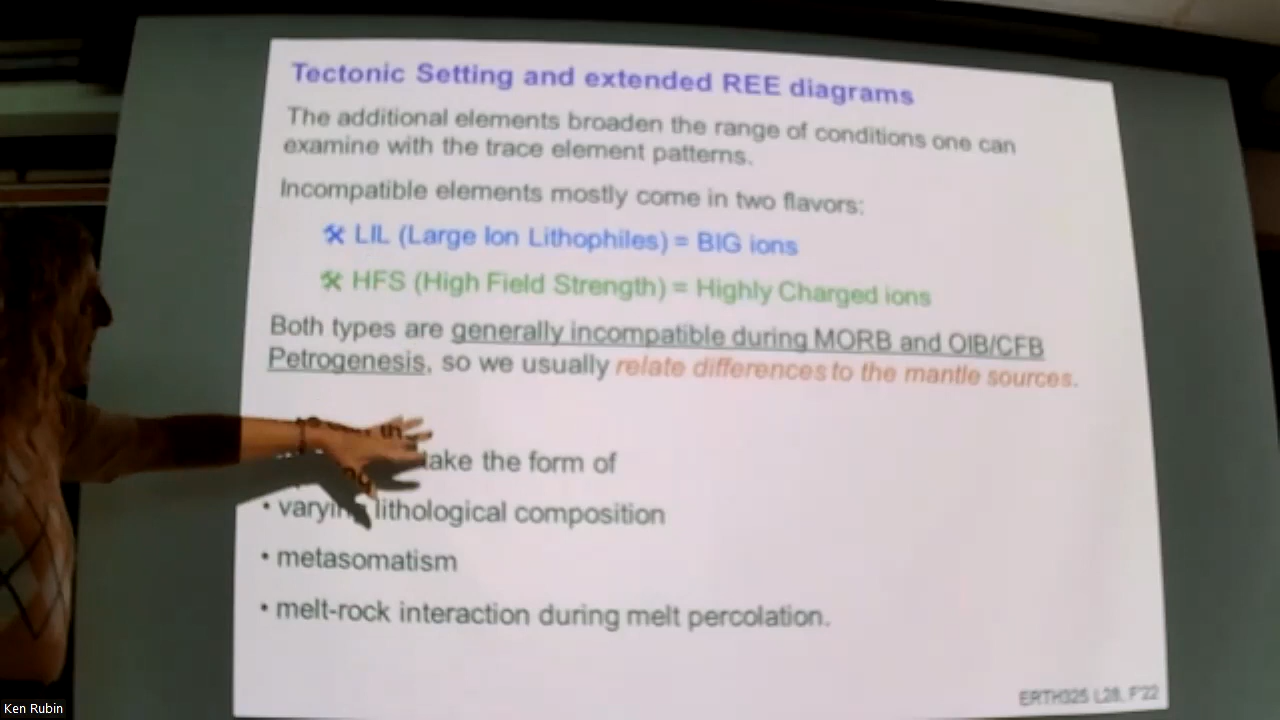 Tectonic Setting and extended REE diagrams
The additional elements broaden the range of conditions one can
examine with the trace element patterns.
Incompatible elements mostly come in two flavors:
LIL (Large Ion Lithophiles) = BIG ions
HFS (High Field Strength) = Highly Charged ions
Both types are generally incompatible during MORB and OIB/CFB
Petrogenesis, so we usually relate differences to the mantle sources.
take the form of
• varying lithological composition
• metasomatism
• melt-rock interaction during melt percolation.
ERTH325 L28, F'22
Ken Rubin